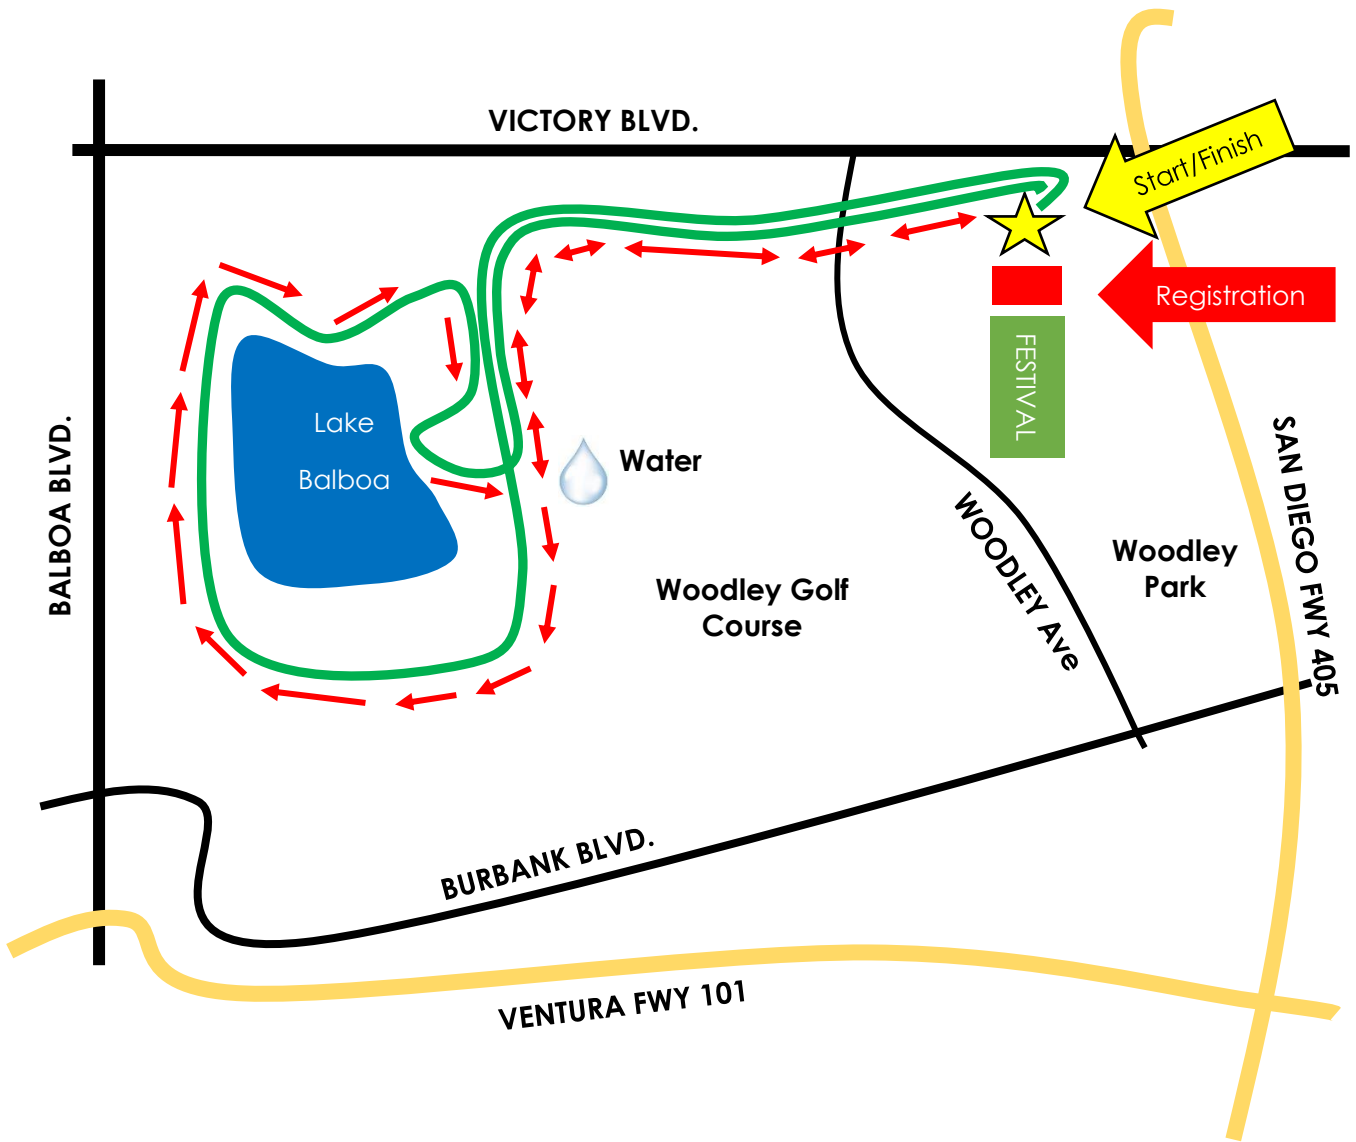 VICTORY BLVD.
Start/Finish
Registration
FESTIVAL
Lake
Balboa
Water
BALBOA BLVD.
SAN DIEGO FWY 405
WOODLEY Ave
Woodley
Park
Woodley Golf
Course
BURBANK BLVD.
VENTURA FWY 101